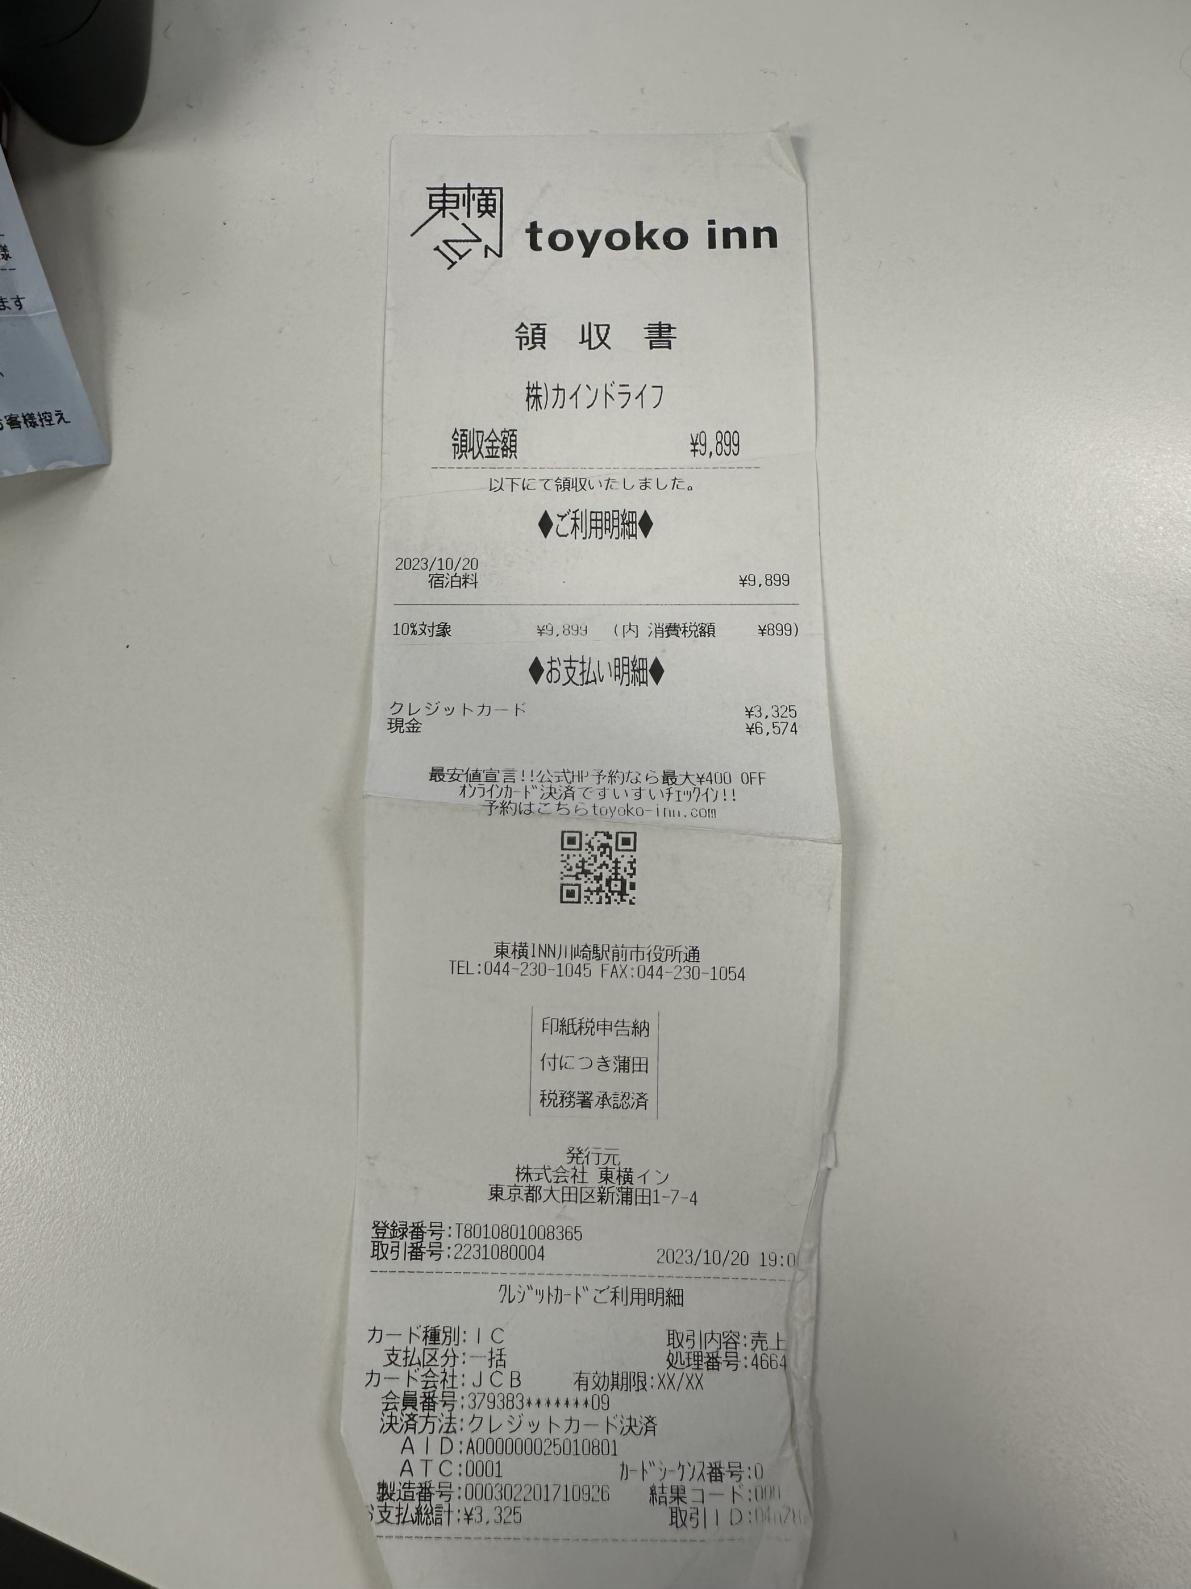 様
ます
お客様控え
東横
INN
toyoko inn
領収書
株)カインドライフ
領収金額 ¥9,899
以下にて領収いたしました。
♦ご利用明細♦
2023/10/20
宿泊料 ¥9,899
10%対象 ¥9,899 (内 消費税額 ¥899)
♦お支払い明細♦
クレジットカード ¥3,325
現金 ¥6,574
最安値宣言!!公式HP予約なら最大¥400 OFF
オンラインカード決済ですいすいチェックイン!!
予約はこちらtoyoko-inn.com
東横INN川崎駅前市役所通
TEL:044-230-1045 FAX:044-230-1054
印紙税申告納
付につき蒲田
税務署承認済
発行元
株式会社 東横イン
東京都大田区新蒲田1-7-4
登録番号:T8010801008365
取引番号:2231080004 2023/10/20 19:0
クレジットカードご利用明細
カード種別:IC 取引内容:売上
支払区分:一括 処理番号:4664
カード会社:JCB 有効期限:XX/XX
会員番号:379383*******09
決済方法:クレジットカード決済
AID:A000000025010801
ATC:0001 カードシーケンス番号:0
製造番号:000302201710926 結果コード:000
お支払総計:¥3,325 取引ID: